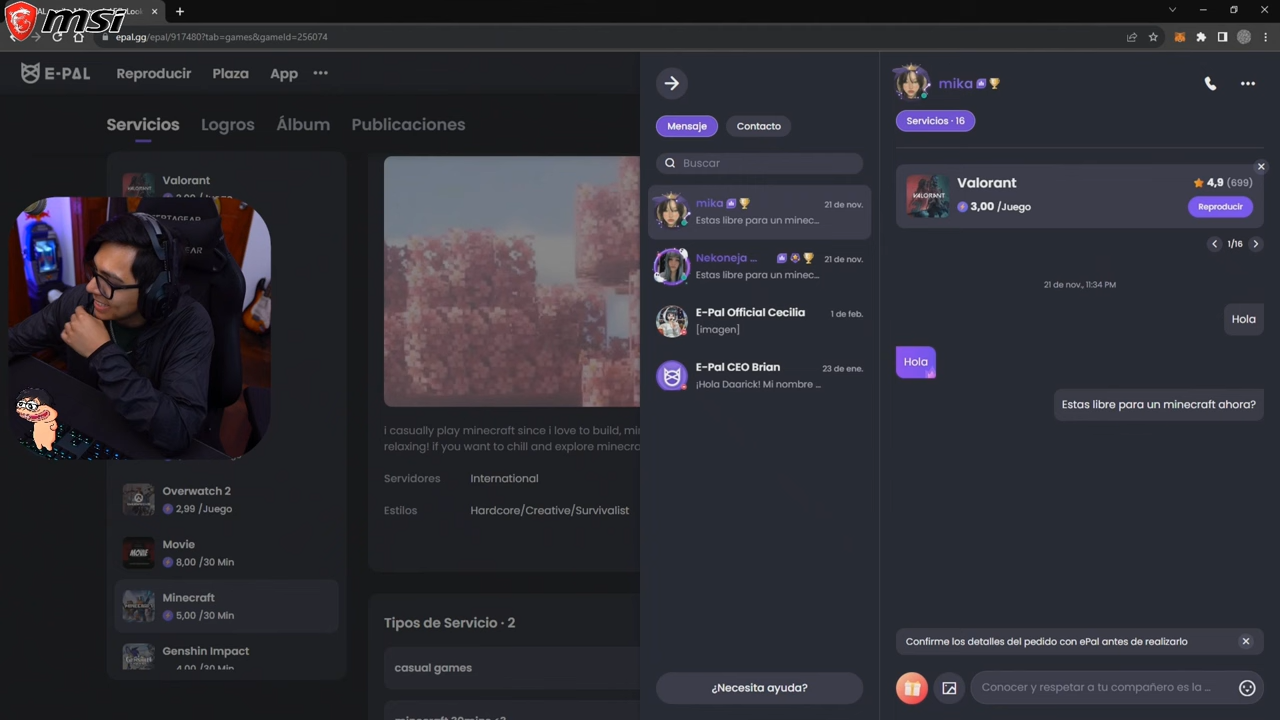 msi
epal.gg/epal/917480?tab=games&gameId=256074
E-PAL
Reproducir
Plaza
App
Servicios
Logros
Álbum
Publicaciones
Valorant
i casually play minecraft since i love to build,
relaxing! if you want to chill and explore
Servidores
International
Estilos
Hardcore/Creative/Survivalist
Overwatch 2
2,99 /Juego
Movie
8,00 /30 Min
Minecraft
5,00 /30 Min
Genshin Impact
4,00 /30 Min
Tipos de Servicio · 2
casual games
Mensaje
Contacto
Buscar
mika
21 de nov.
Estas libre para un minec...
Nekoneja ...
21 de nov.
Estas libre para un minec...
E-Pal Official Cecilia
1 de feb.
[imagen]
E-Pal CEO Brian
23 de ene.
¡Hola Daarick! Mi nombre ...
¿Necesita ayuda?
mika
Servicios · 16
Valorant
4,9 (699)
3,00 /Juego
Reproducir
1/16
21 de nov., 11:34 PM
Hola
Hola
Estas libre para un minecraft ahora?
Confirme los detalles del pedido con ePal antes de realizarlo
Conocer y respetar a tu compañero es la ...